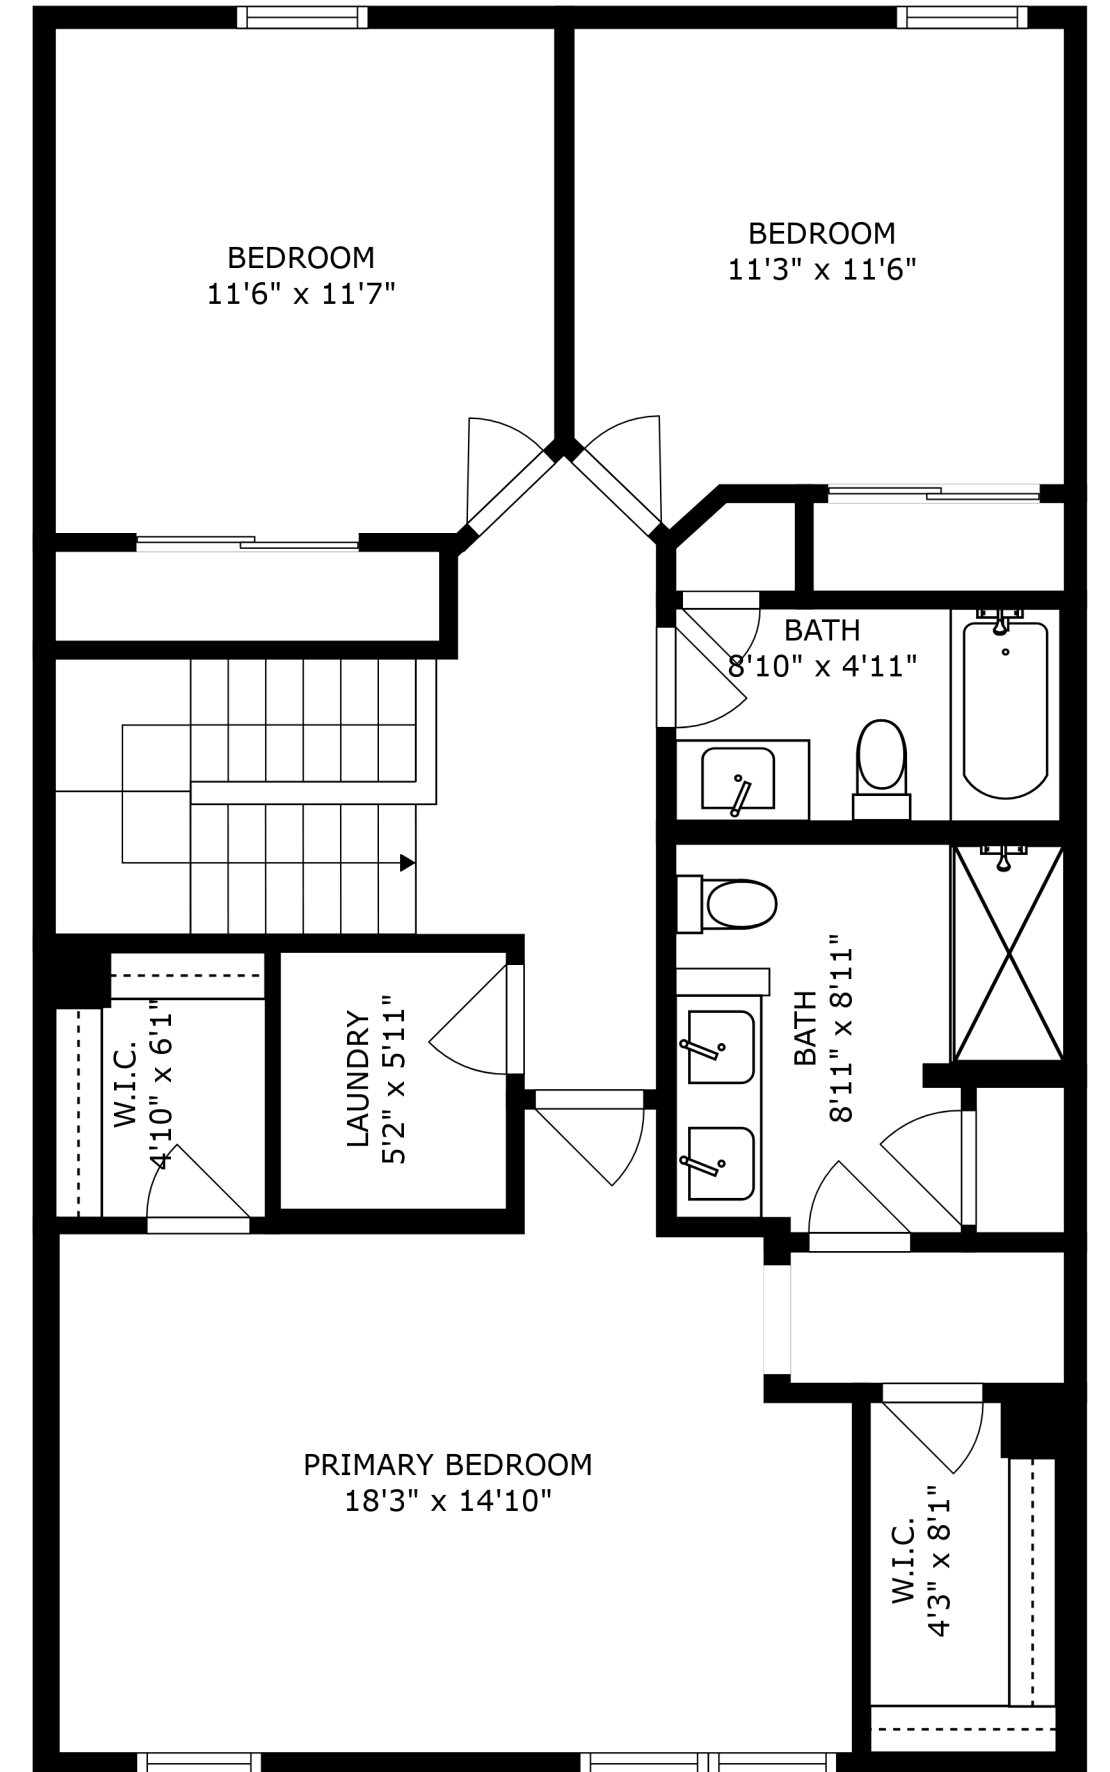 BEDROOM
11'6" x 11'7"
BEDROOM
11'3" x 11'6"
BATH
8'10" x 4'11"
BATH
8'11" x 8'11"
W.I.C.
4'10" x 6'1"
LAUNDRY
5'2" x 5'11"
PRIMARY BEDROOM
18'3" x 14'10"
W.I.C.
4'3" x 8'1"